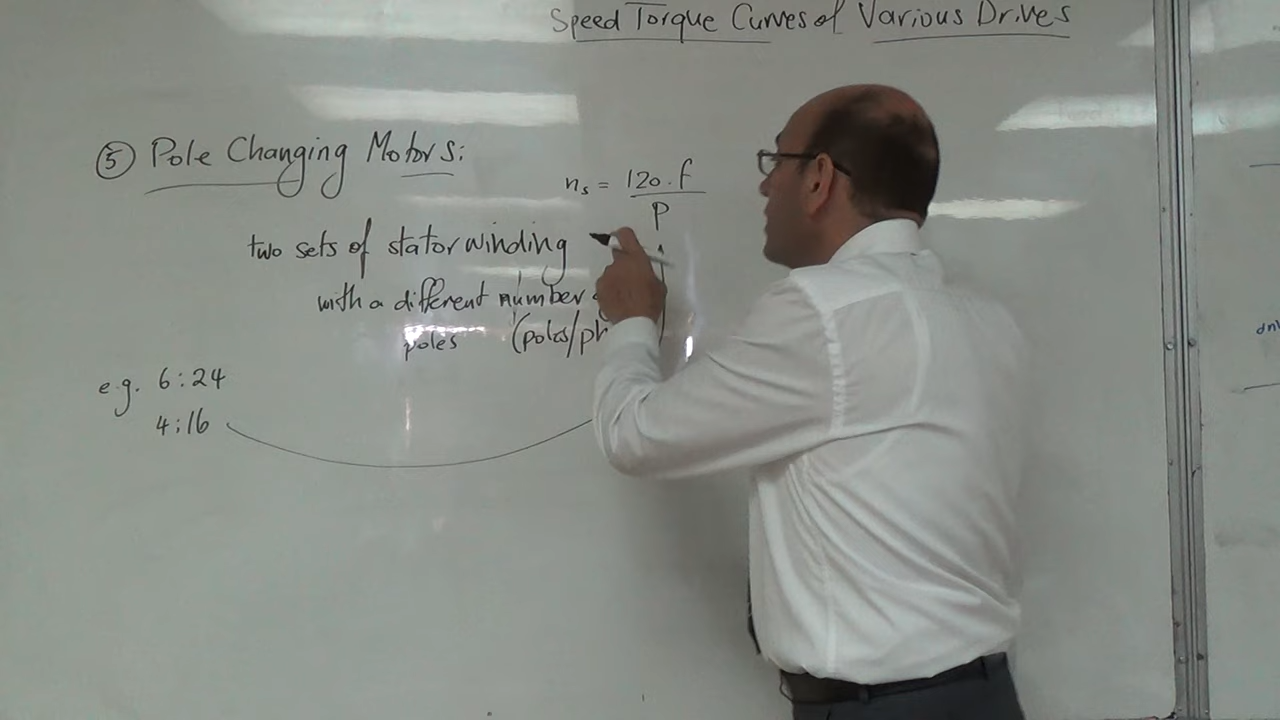 Speed Torque Curves of Various Drives
⑤ Pole Changing Motors:
ns = 120.f
P
two sets of stator winding
with a different number
poles (poles/ph
e.g. 6:24
4:16